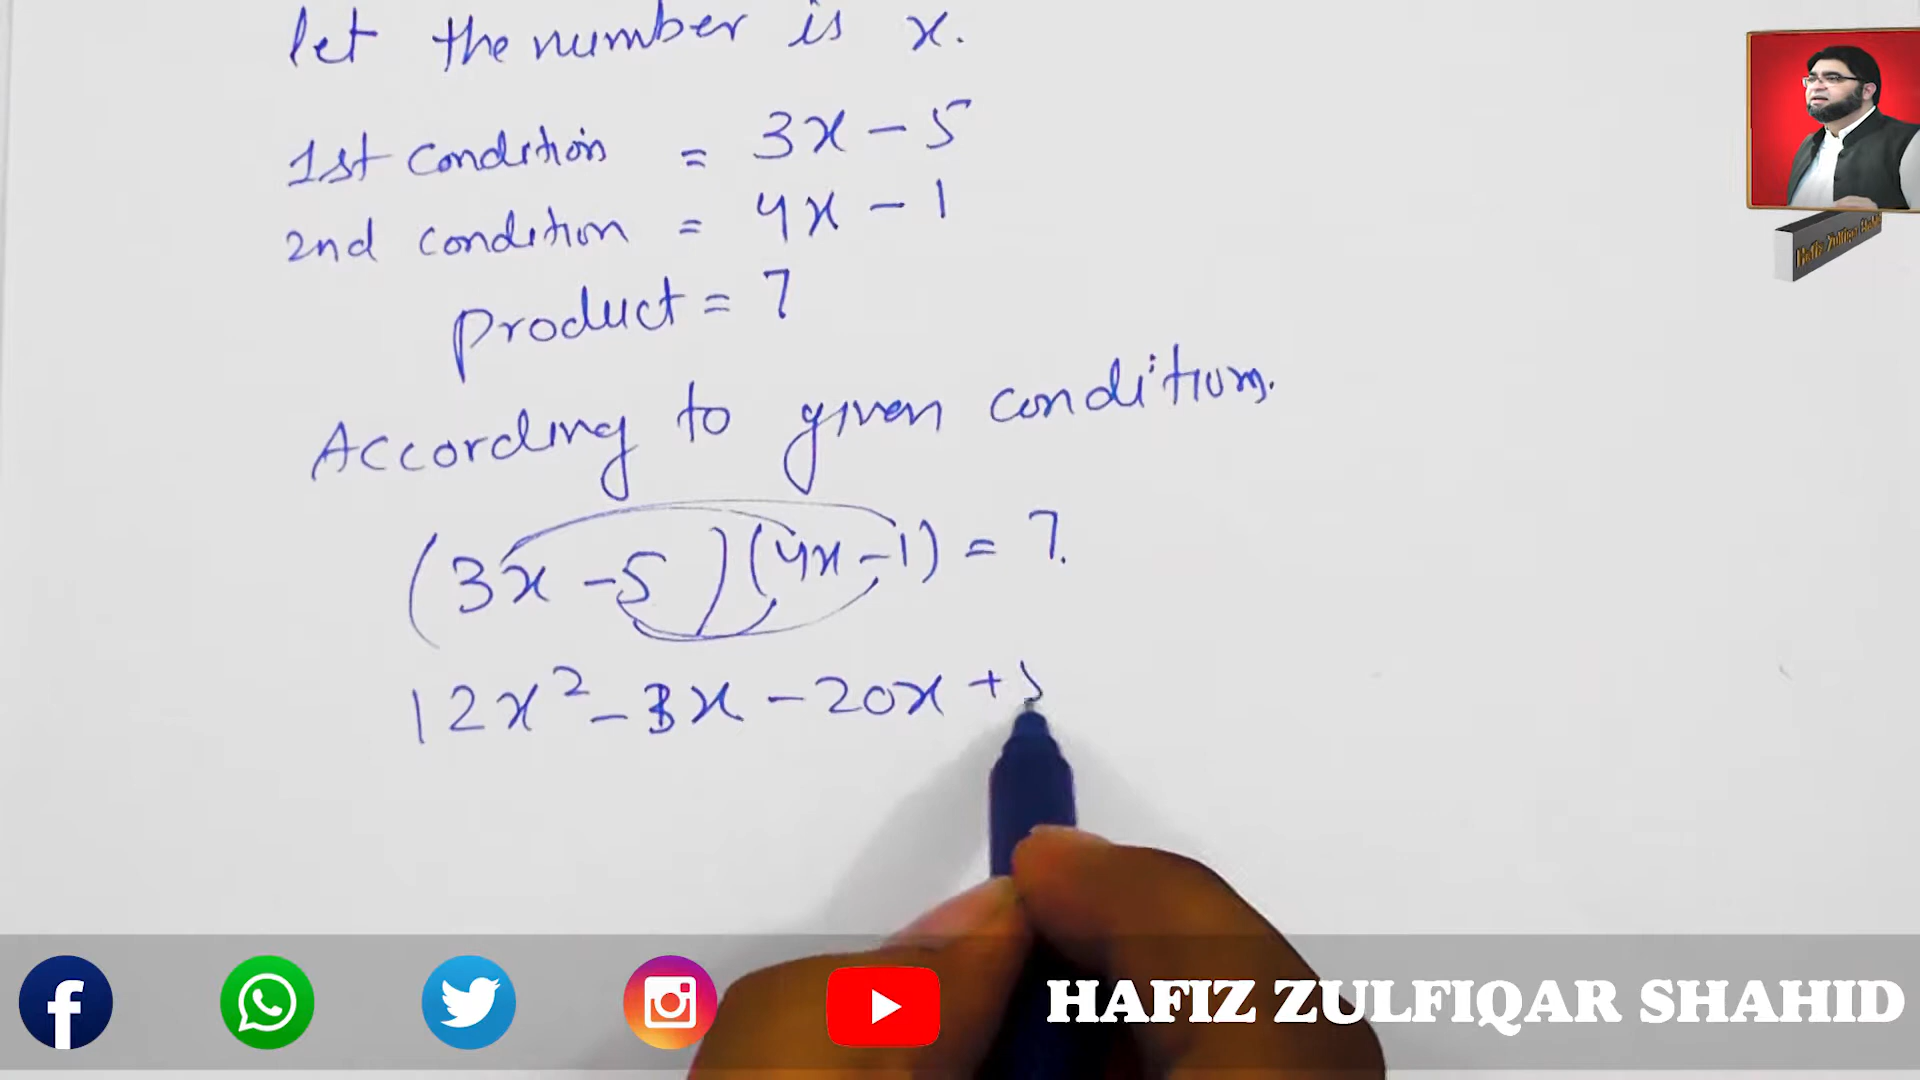 let the number is x.
1st condition = 3x - 5
2nd condition = 4x - 1
product = 7
According to given condition.
(3x - 5)(4x - 1) = 7.
12x² - 3x - 20x +
HAFIZ ZULFIQAR SHAHID